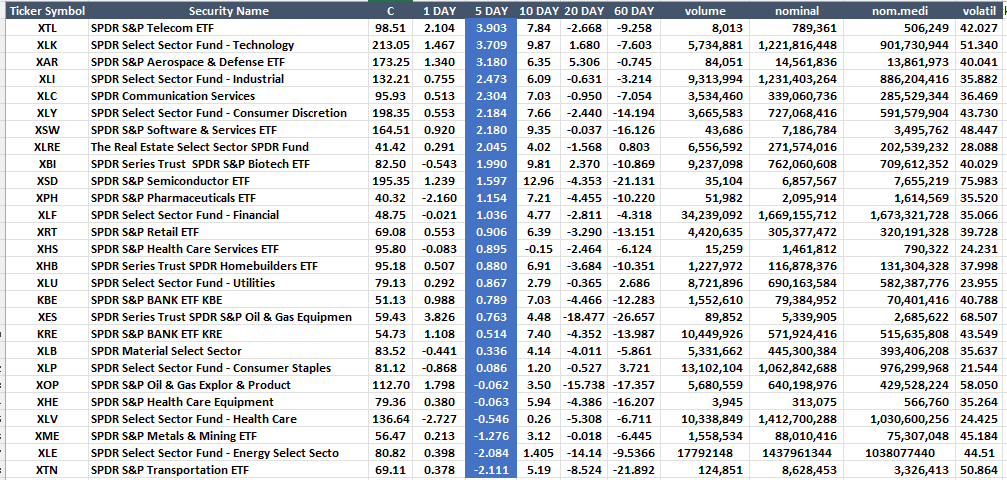 Ticker Symbol Security Name C 1 DAY 5 DAY 10 DAY 20 DAY 60 DAY volume nominal nom.medi volatil
XTL SPDR S&P Telecom ETF 98.51 2.104 3.903 7.84 -2.668 -9.258 8,013 789,361 506,249 42.027
XLK SPDR Select Sector Fund - Technology 213.05 1.467 3.709 9.87 1.680 -7.603 5,734,881 1,221,816,448 901,730,944 51.340
XAR SPDR S&P Aerospace & Defense ETF 173.25 1.340 3.180 6.35 5.306 -0.745 84,051 14,561,836 13,861,973 40.041
XLI SPDR Select Sector Fund - Industrial 132.21 0.755 2.473 6.09 -0.631 -3.214 9,313,994 1,231,403,264 886,204,416 35.882
XLC SPDR Communication Services 95.93 0.513 2.304 7.03 -0.950 -7.054 3,534,460 339,060,736 285,529,344 36.469
XLY SPDR Select Sector Fund - Consumer Discretion 198.35 0.553 2.184 7.66 -2.440 -14.194 3,665,583 727,068,416 591,579,904 43.730
XSW SPDR S&P Software & Services ETF 164.51 0.920 2.180 9.35 -0.037 -16.126 43,686 7,186,784 3,495,762 48.447
XLRE The Real Estate Select Sector SPDR Fund 41.42 0.291 2.045 4.02 -1.568 0.803 6,556,592 271,574,016 202,539,232 28.088
XBI SPDR Series Trust SPDR S&P Biotech ETF 82.50 -0.543 1.990 9.81 2.370 -10.869 9,237,098 762,060,608 709,612,352 40.029
XSD SPDR S&P Semiconductor ETF 195.35 1.239 1.597 12.96 -4.353 -21.131 35,104 6,857,567 7,655,219 75.983
XPH SPDR S&P Pharmaceuticals ETF 40.32 -2.160 1.154 7.21 -4.455 -10.220 51,982 2,095,914 1,614,569 35.520
XLF SPDR Select Sector Fund - Financial 48.75 -0.021 1.036 4.77 -2.811 -4.318 34,239,092 1,669,155,712 1,673,321,728 35.066
XRT SPDR S&P Retail ETF 69.08 0.553 0.906 6.39 -3.290 -13.151 4,420,635 305,377,472 320,191,328 39.728
XHS SPDR S&P Health Care Services ETF 95.80 -0.083 0.895 -0.15 -2.464 -6.124 15,259 1,461,812 790,322 24.231
XHB SPDR Series Trust SPDR Homebuilders ETF 95.18 0.507 0.880 6.91 -3.684 -10.351 1,227,972 116,878,376 131,304,328 37.998
XLU SPDR Select Sector Fund - Utilities 79.13 0.292 0.867 2.79 -0.365 2.686 8,721,896 690,163,584 582,387,776 23.955
KBE SPDR S&P BANK ETF KBE 51.13 0.988 0.789 7.03 -4.466 -12.283 1,552,610 79,384,952 70,401,416 40.788
XES SPDR Series Trust SPDR S&P Oil & Gas Equipmen 59.43 3.826 0.763 4.48 -18.477 -26.657 89,852 5,339,905 2,685,622 68.507
KRE SPDR S&P BANK ETF KRE 54.73 1.108 0.514 7.40 -4.352 -13.987 10,449,926 571,924,416 515,635,808 43.549
XLB SPDR Material Select Sector 83.52 -0.441 0.336 4.14 -4.011 -5.861 5,331,662 445,300,384 393,406,208 35.637
XLP SPDR Select Sector Fund - Consumer Staples 81.12 -0.868 0.086 1.20 -0.527 3.721 13,102,104 1,062,842,688 976,299,968 21.544
XOP SPDR S&P Oil & Gas Explor & Product 112.70 1.798 -0.062 3.50 -15.738 -17.357 5,680,559 640,198,976 429,528,224 58.050
XHE SPDR S&P Health Care Equipment 79.36 0.380 -0.063 5.94 -4.386 -16.207 3,945 313,075 566,760 35.264
XLV SPDR Select Sector Fund - Health Care 136.64 -2.727 -0.546 0.26 -5.308 -6.711 10,338,849 1,412,700,288 1,030,600,256 24.425
XME SPDR S&P Metals & Mining ETF 56.47 0.213 -1.276 3.12 -0.018 -6.445 1,558,534 88,010,416 75,307,048 45.184
XLE SPDR Select Sector Fund - Energy Select Secto 80.82 0.398 -2.084 1.405 -14.14 -9.5366 17792148 1437961344 1038077440 44.51
XTN SPDR S&P Transportation ETF 69.11 0.378 -2.111 5.19 -8.524 -21.892 124,851 8,628,453 3,326,413 50.864